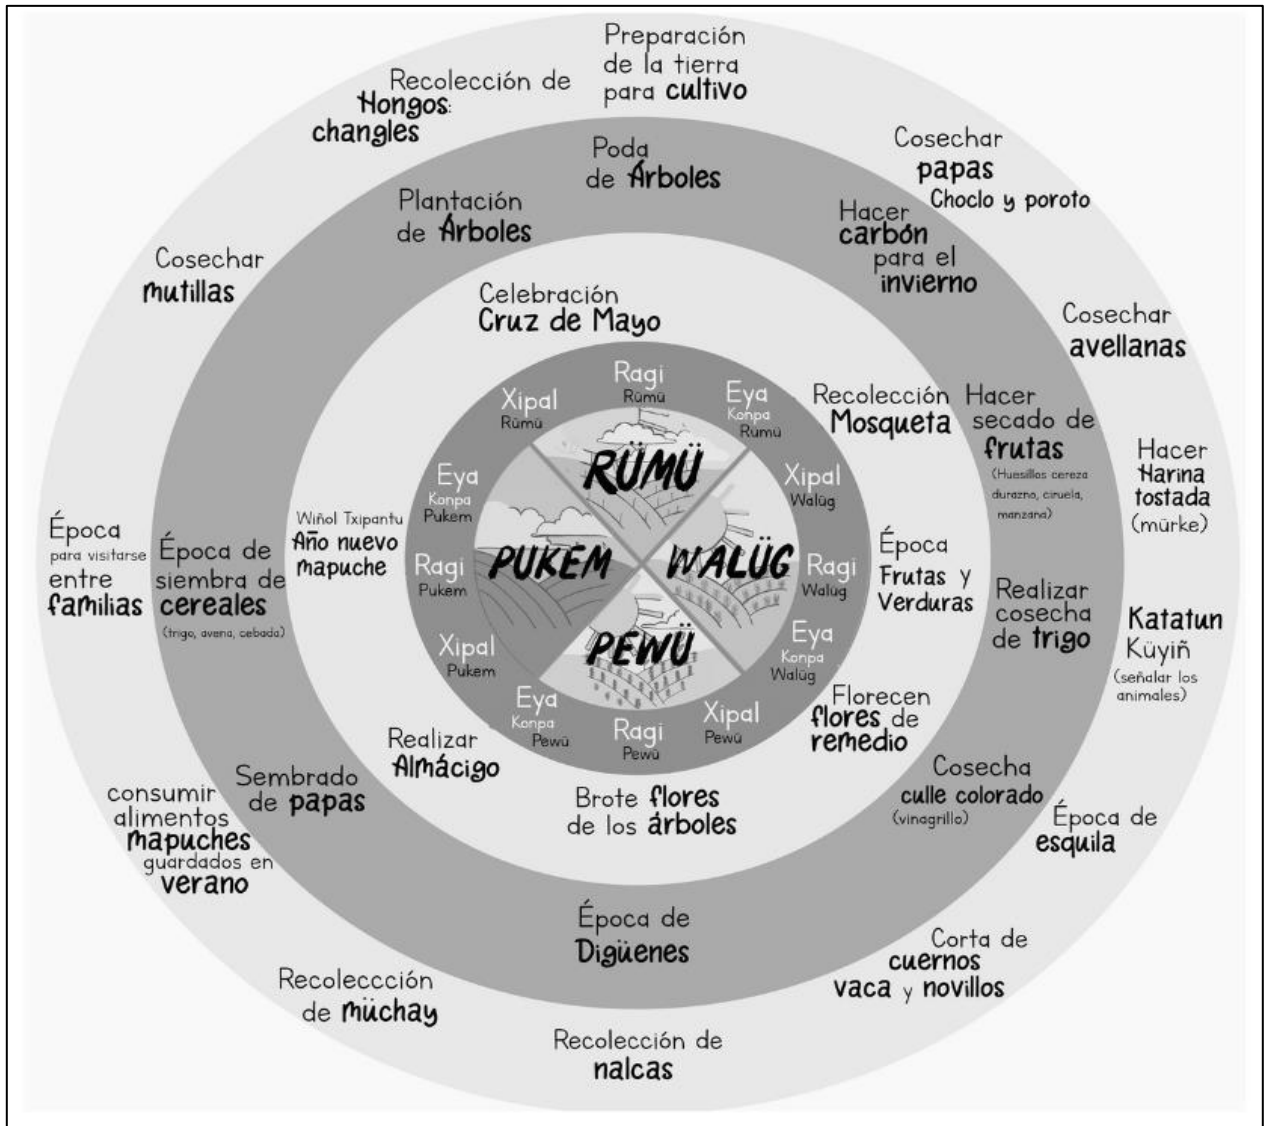 Preparación
de la tierra
para cultivo
Recolección de
Hongos:
changles
Cosechar
papas
Choclo y poroto
Poda
de Árboles
Plantación
de Árboles
Hacer
carbón
para el
invierno
Cosechar
mutillas
Celebración
Cruz de Mayo
Cosechar
avellanas
Ragi
Rümü
Xipal
Rümü
Eya
Konpa
Rümü
Recolección
Mosqueta
Hacer
secado de
frutas
(Huesillos cereza
durazno, ciruela,
manzana)
Hacer
Harina
tostada
(mürke)
RÜMÜ
Eya
Konpa
Pukem
Xipal
Walüg
Época
para visitarse
entre
familias
Época de
siembra de
cereales
(trigo, avena, cebada)
Wiñol Txipantu
Año nuevo
mapuche
Ragi
Pukem
PUKEM
WALÜG
Ragi
Walüg
Época
Frutas y
Verduras
Realizar
cosecha
de trigo
Katatun
Küyiñ
(señalar los
animales)
PEWÜ
Xipal
Pukem
Eya
Konpa
Walüg
Eya
Konpa
Pewü
Ragi
Pewü
Xipal
Pewü
Florecen
flores de
remedio
Realizar
Almácigo
Brote flores
de los árboles
Cosecha
culle colorado
(vinagrillo)
Sembrado
de papas
consumir
alimentos
mapuches
guardados en
verano
Época de
esquila
Época de
Digüenes
Corta de
cuernos
vaca y novillos
Recoleccción
de müchay
Recolección de
nalcas